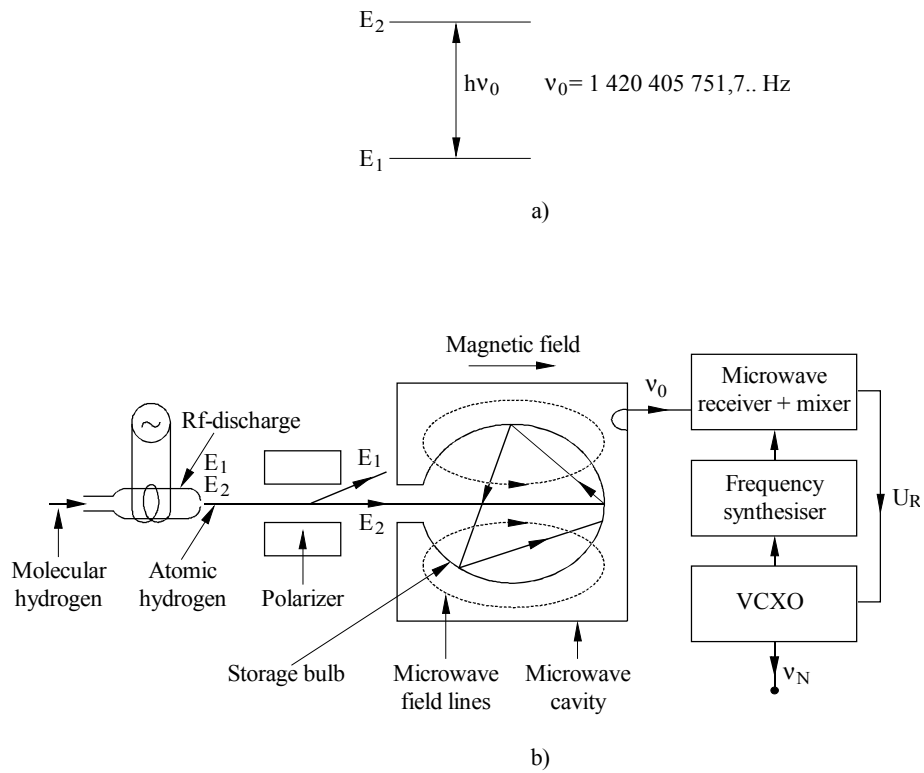 E2
hν0
ν0= 1 420 405 751,7.. Hz
E1
a)
Magnetic field
ν0
Microwave
receiver + mixer
Rf-discharge
E1
E2
E1
E2
Frequency
synthesiser
UR
Molecular
hydrogen
Atomic
hydrogen
Polarizer
VCXO
Storage bulb
Microwave
field lines
Microwave
cavity
νN
b)